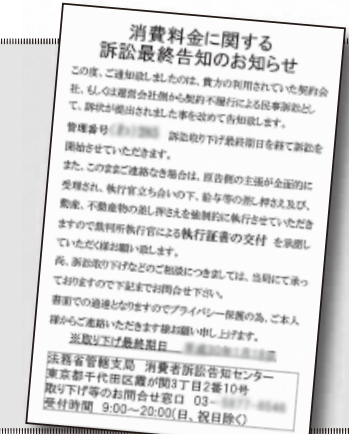 消費料金に関する
訴訟最終告知のお知らせ
この度、ご通知致しましたのは、貴方の利用されていた契約会
社、もしくは運営会社側から契約不履行による民事訴訟とし
て、訴状が提出されました事を改めて告知致します。
管理番号(わ)285 訴訟取り下げ最終期日を経て訴訟を
開始させていただきます。
また、このままご連絡なき場合は、原告側の主張が全面的に
受理され、執行官立ち会いの下、給与等の差し押さえ及び、
動産、不動産物の差し押さえを強制的に執行させていただき
ますので裁判所執行官による執行証書の交付 を承諾し
ていただく様お願い致します。
尚、訴訟取り下げなどのご相談につきましては、当局にて承っ
ておりますので下記までお問合せ下さい。
書面での通達となりますのでプライバシー保護の為、ご本人
様からご連絡いただきます様お願い申し上げます。
※取り下げ最終期日
法務省管轄支局 消費者訴訟告知センター
東京都千代田区霞が関3丁目2番10号
取り下げ等のお問合せ窓口 03-
受付時間 9:00~20:00(日、祝日除く)